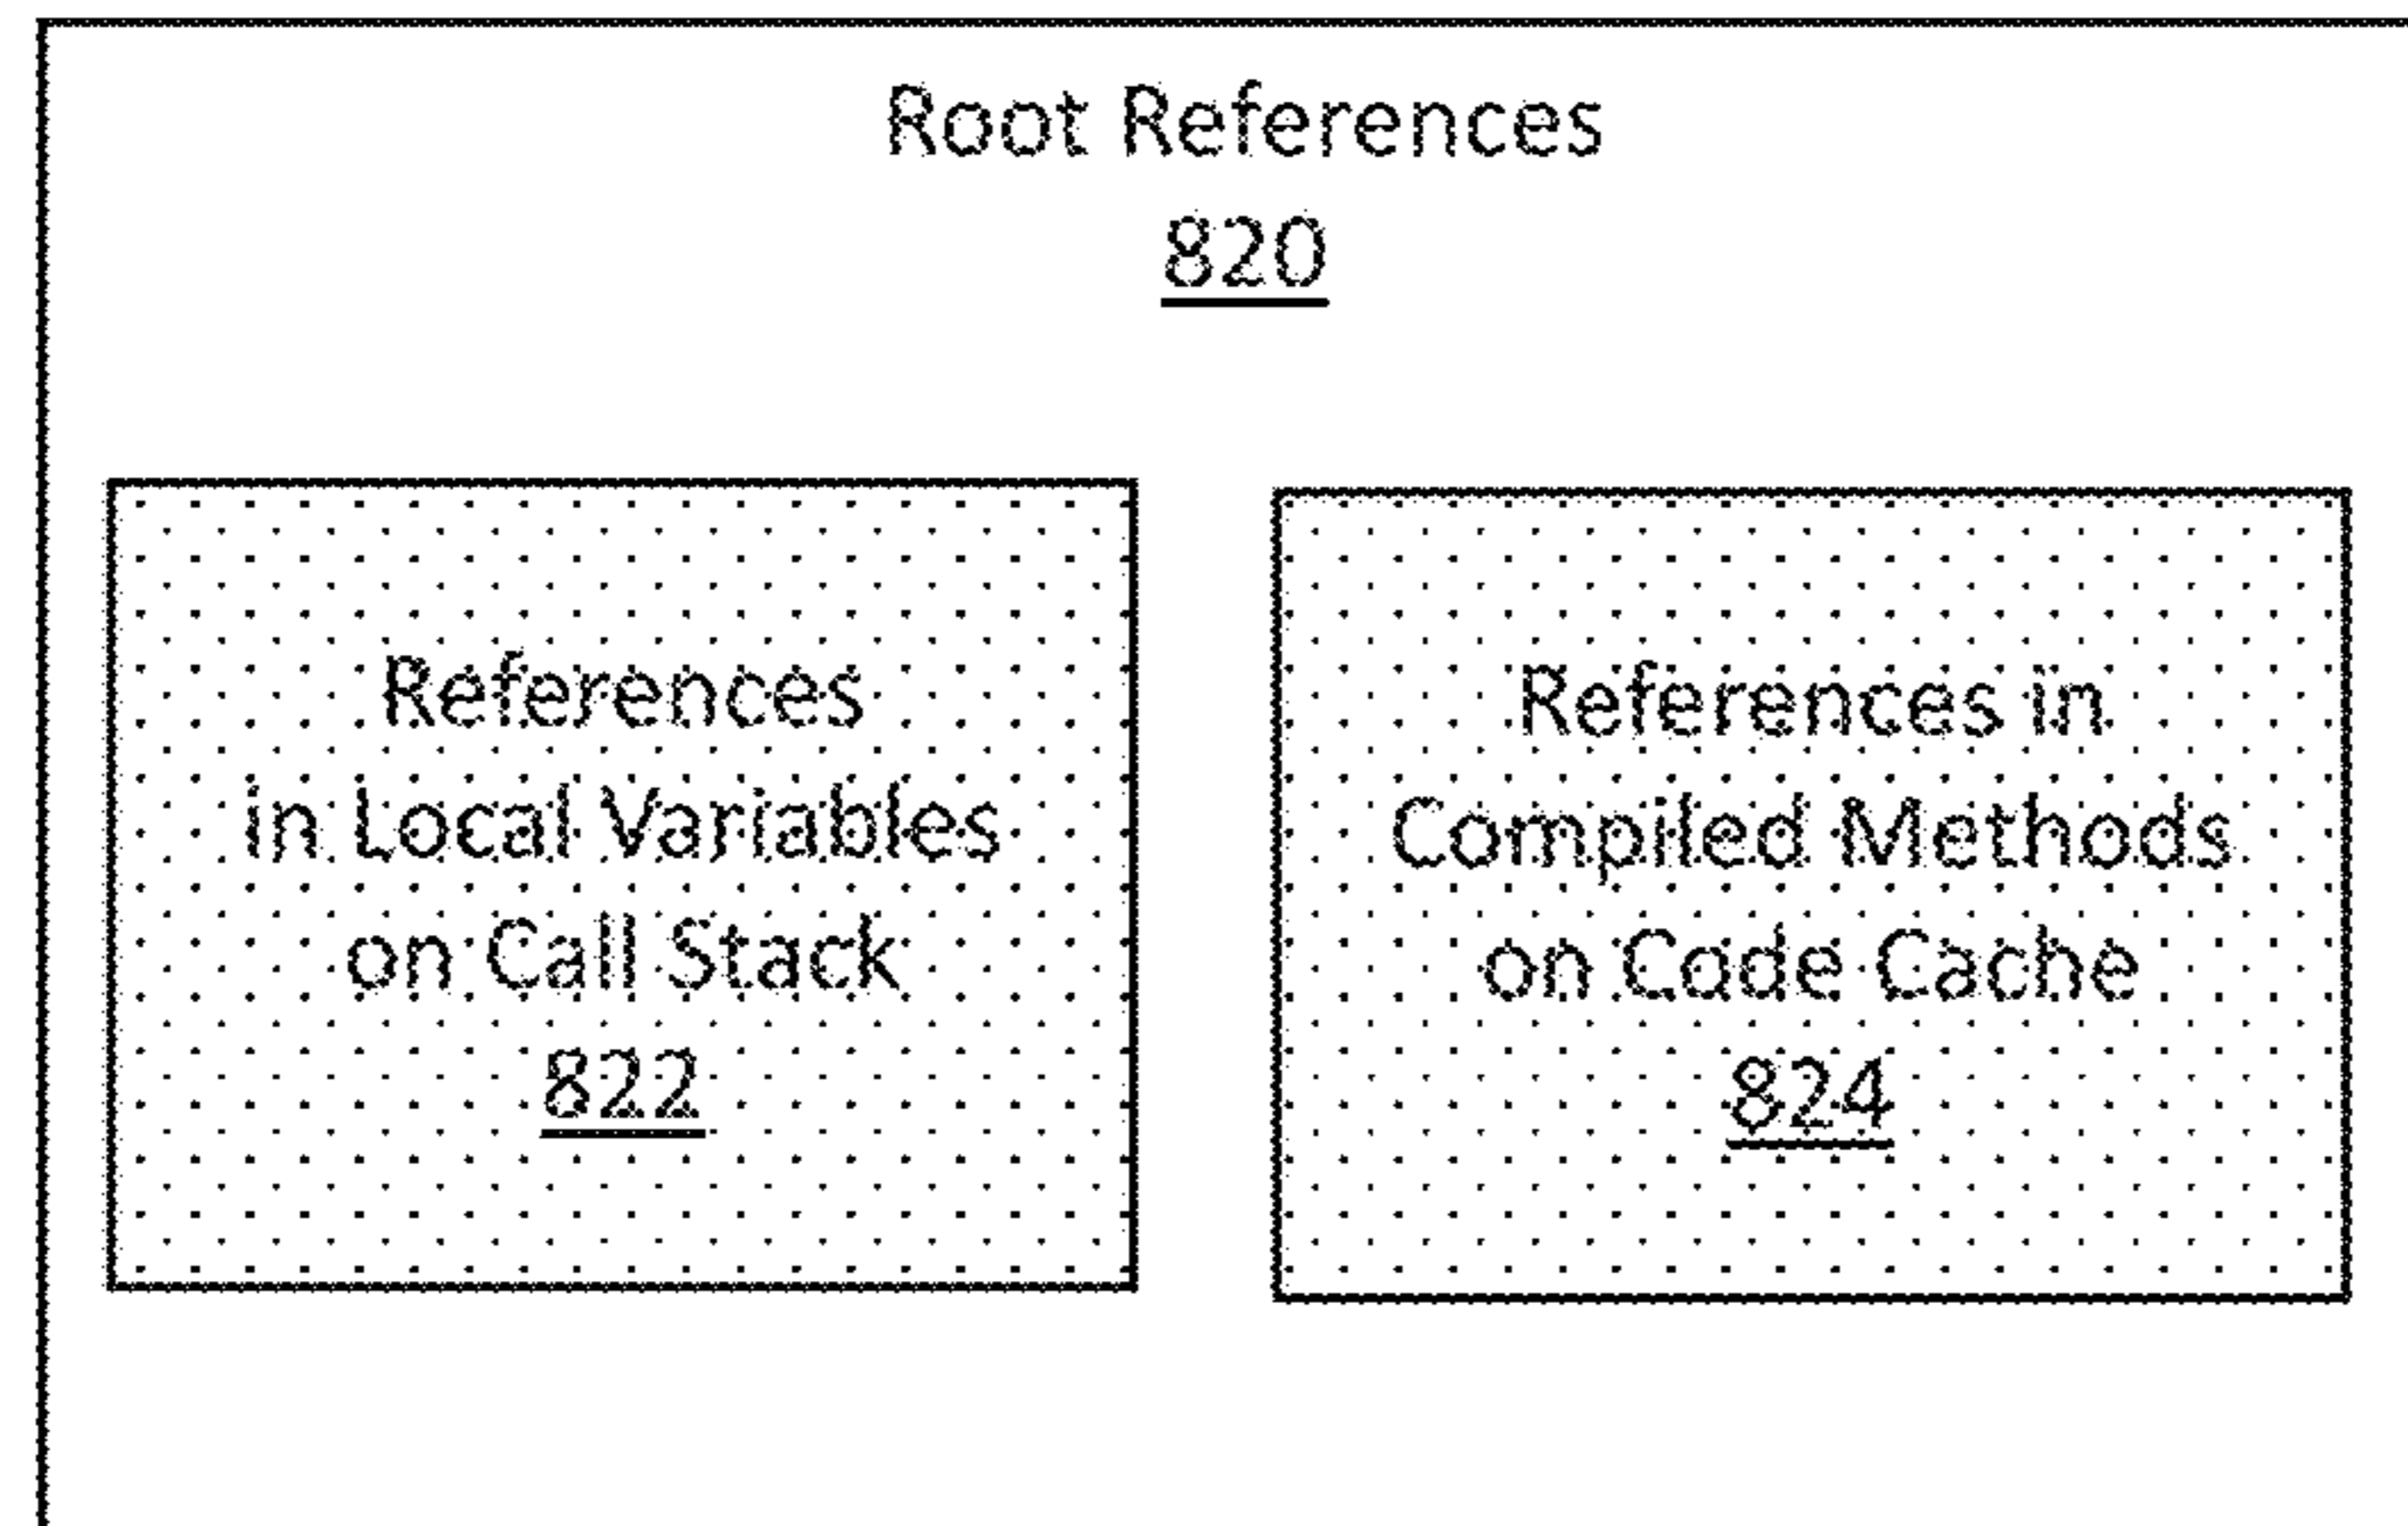 Root References
820
References
in Local Variables
on Call Stack
822
References in
Compiled Methods
on Code Cache
824